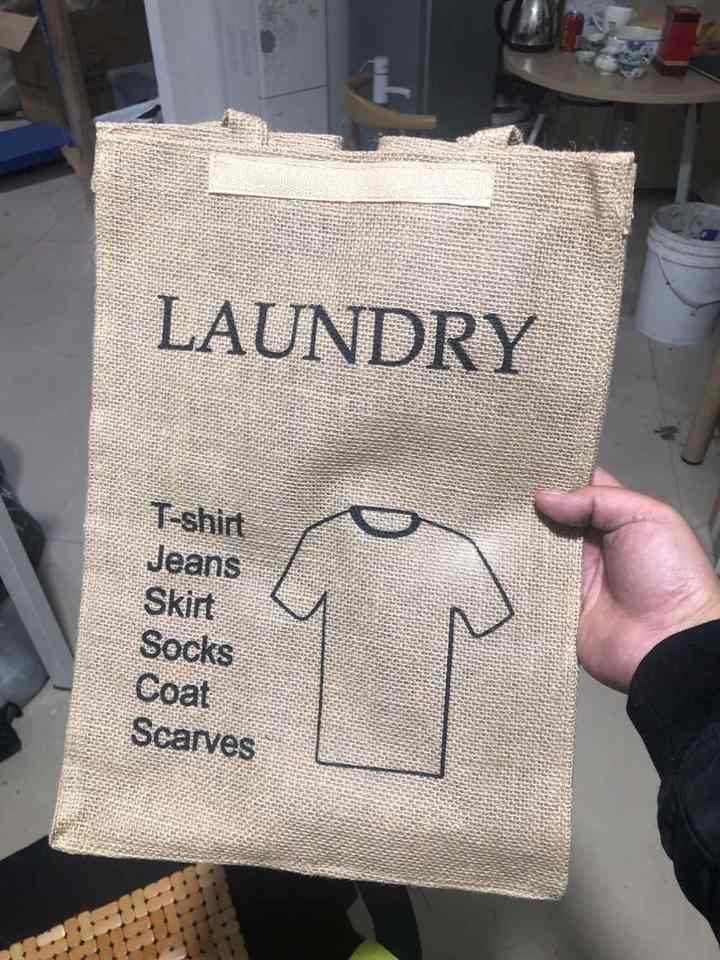 LAUNDRY
T-shirt
Jeans
Skirt
Socks
Coat
Scarves